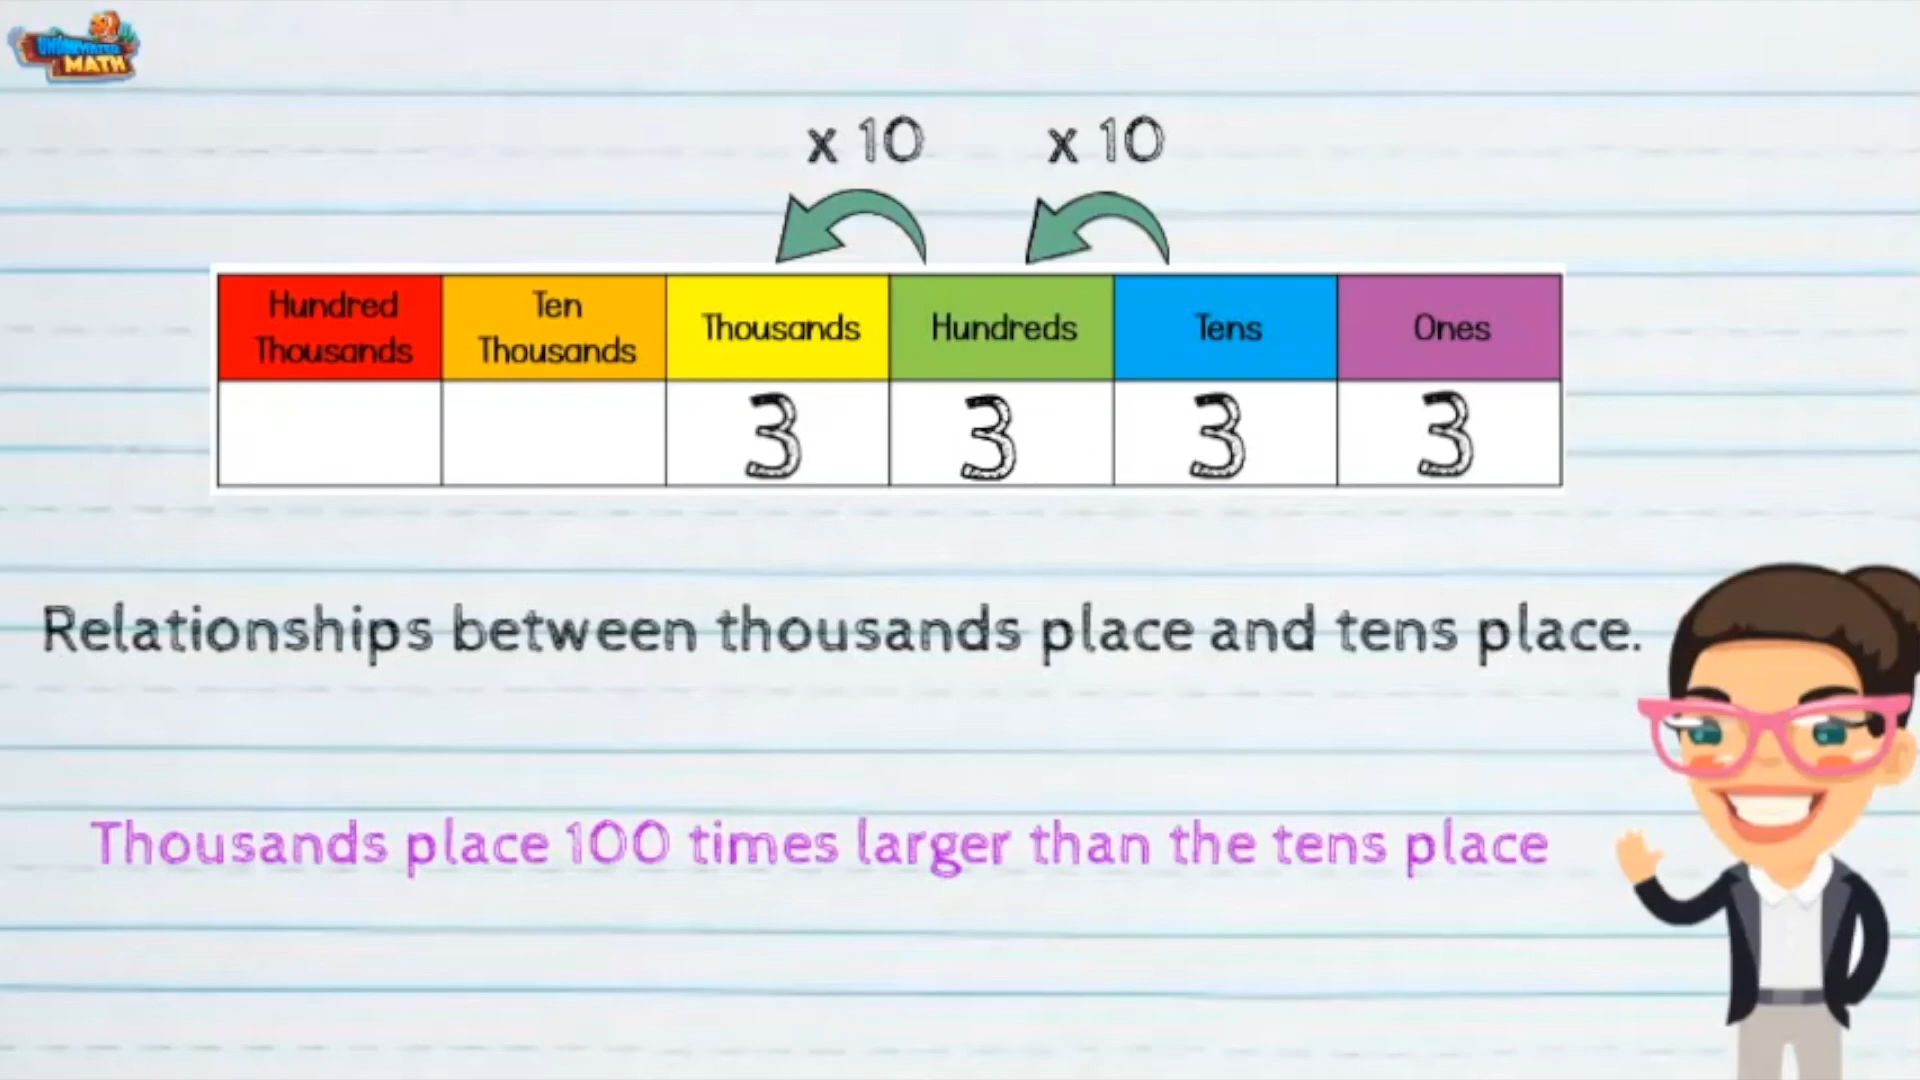 UNDERWATER
MATH
x 10 x 10
Hundred Thousands Ten Thousands Thousands Hundreds Tens Ones
3 3 3 3
Relationships between thousands place and tens place.
Thousands place 100 times larger than the tens place